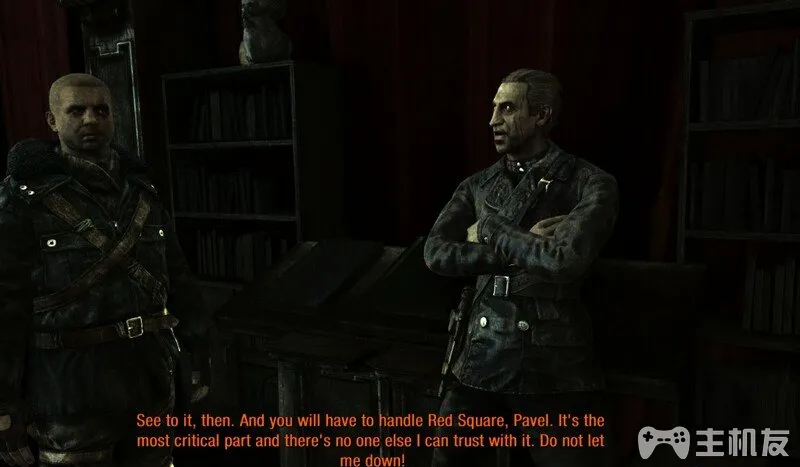 See to it, then. And you will have to handle Red Square, Pavel. It's the
most critical part and there's no one else I can trust with it. Do not let
me down!
主机友